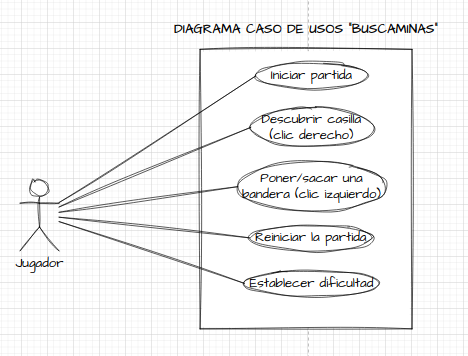 DIAGRAMA CASO DE USOS "BUSCAMINAS"
Iniciar partida
Descubrir casilla
(clic derecho)
Poner/sacar una
bandera (clic izquierdo)
Reiniciar la partida
Establecer dificultad
Jugador